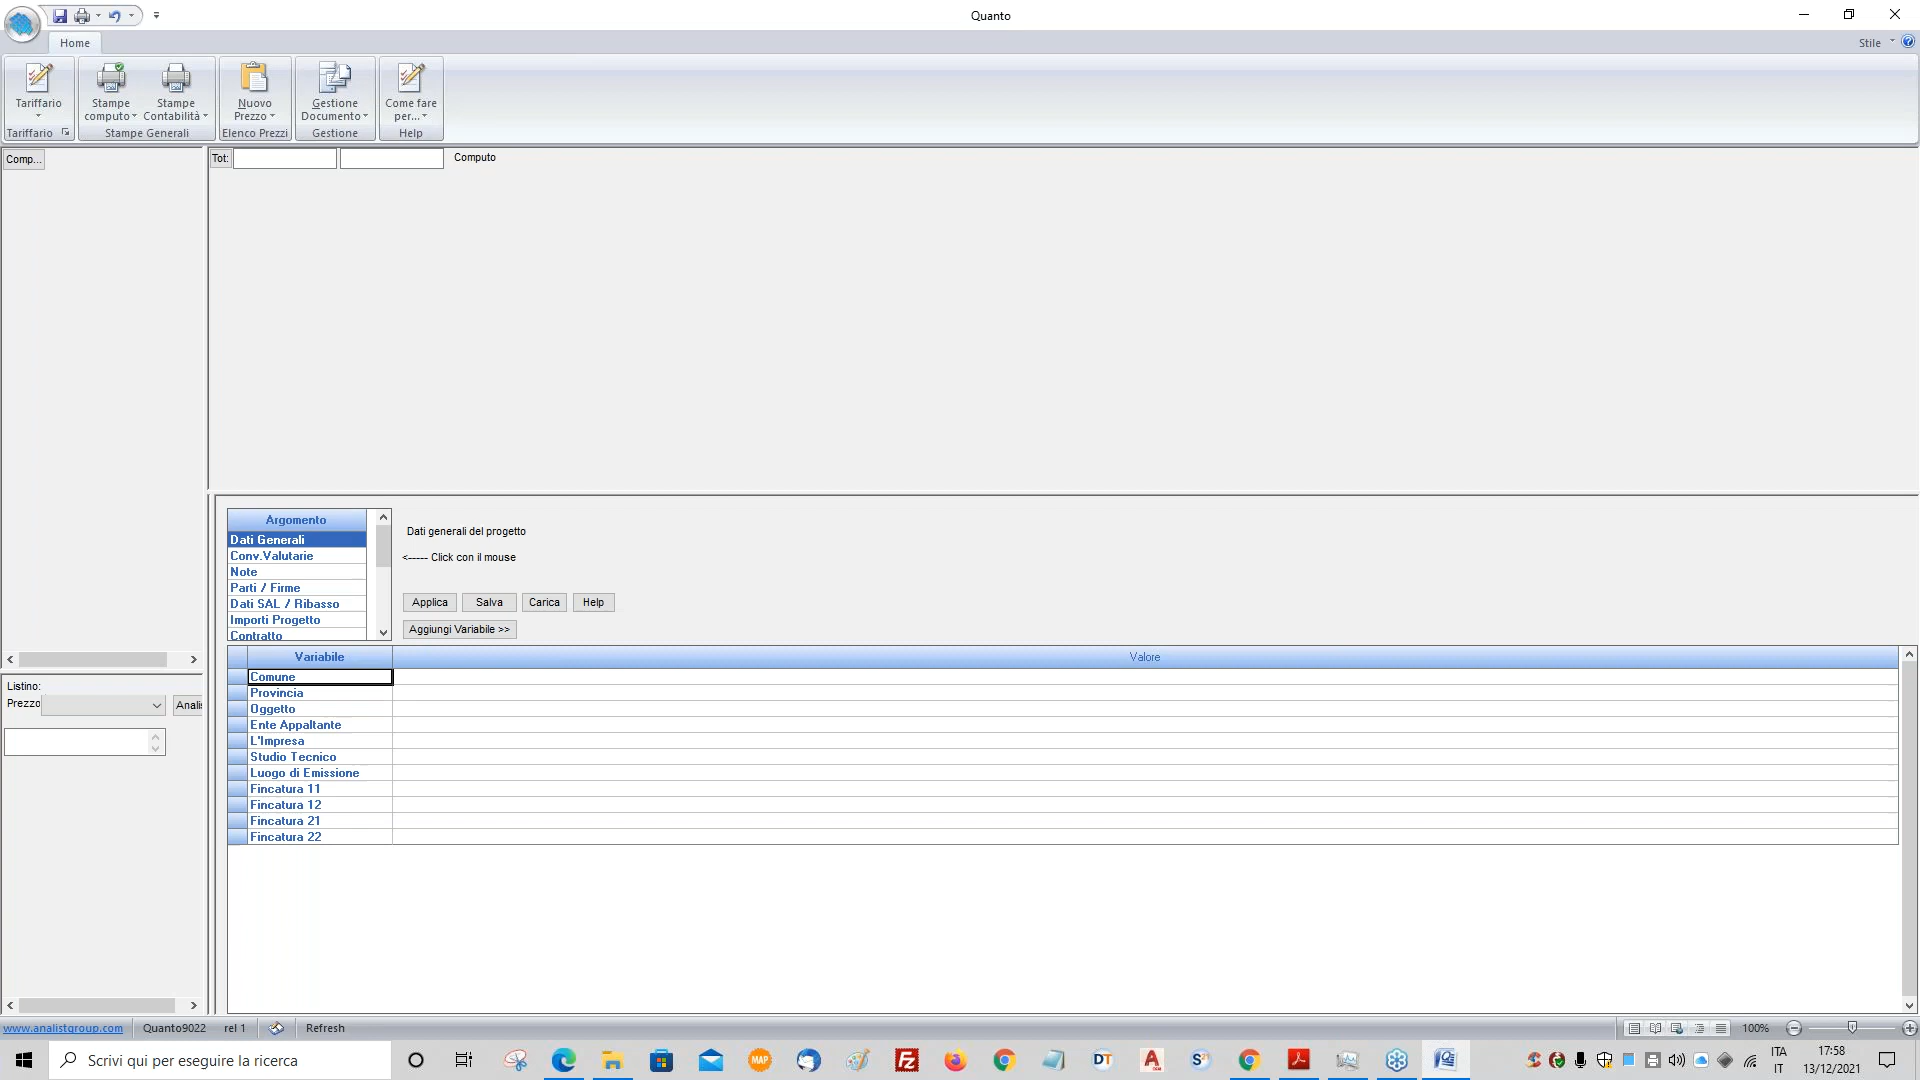 Quanto
Home
Stile
Tariffario
Stampe computo
Stampe Contabilità
Nuovo Prezzo
Gestione Documento
Come fare per...
Tariffario
Stampe Generali
Elenco Prezzi
Gestione
Help
Comp...
Tot:
Computo
Argomento
Dati Generali
Conv.Valutarie
Note
Parti / Firme
Dati SAL / Ribasso
Importi Progetto
Contratto
Dati generali del progetto
<----- Click con il mouse
Applica
Salva
Carica
Help
Aggiungi Variabile >>
Listino:
Prezzo
Analis
Variabile
Valore
Comune
Provincia
Oggetto
Ente Appaltante
L'Impresa
Studio Tecnico
Luogo di Emissione
Fincatura 11
Fincatura 12
Fincatura 21
Fincatura 22
www.analistgroup.com
Quanto9022
rel 1
Refresh
100%
Scrivi qui per eseguire la ricerca
MAP
DT
ITA
IT
17:58
13/12/2021